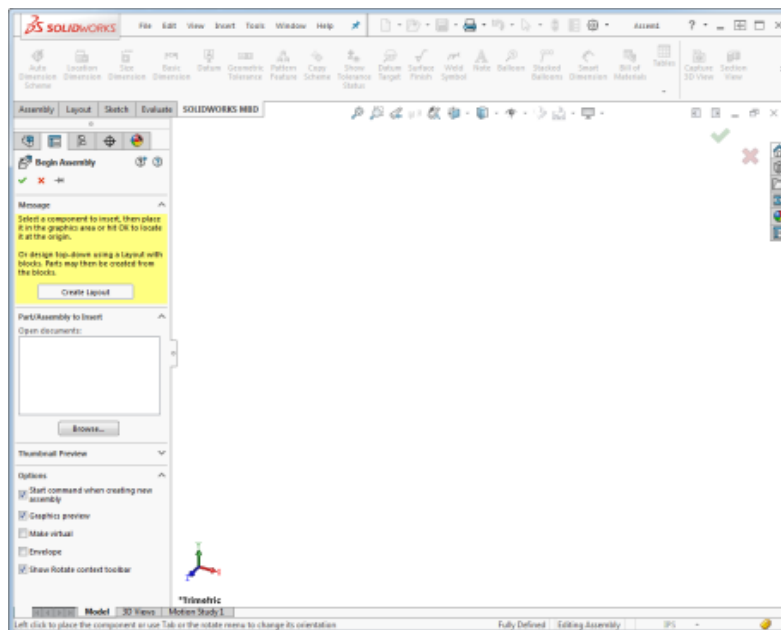 SOLIDWORKS File Edit View Insert Tools Window Help Assem1 ?
Auto Dimension Scheme
Location Dimension
Size Dimension
Basic Dimension
Datum
Geometric Tolerance
Pattern Feature
Copy Scheme
Show Tolerance Status
Datum Target
Surface Finish
Weld Symbol
Note
Balloon
Stacked Balloons
Smart Dimension
Bill of Materials
Tables
Capture 3D View
Section View
Assembly Layout Sketch Evaluate SOLIDWORKS MBD
Begin Assembly
Message
Select a component to insert, then place
it in the graphics area or hit OK to locate
it at the origin.
Or design top-down using a Layout with
blocks. Parts may then be created from
the blocks.
Create Layout
Part/Assembly to Insert
Open documents:
Browse...
Thumbnail Preview
Options
Start command when creating new
assembly
Graphics preview
Make virtual
Envelope
Show Rotate context toolbar
*Trimetric
Model 3D Views Motion Study 1
Left click to place the component or use Tab or the rotate menu to change its orientation Fully Defined Editing Assembly IPS